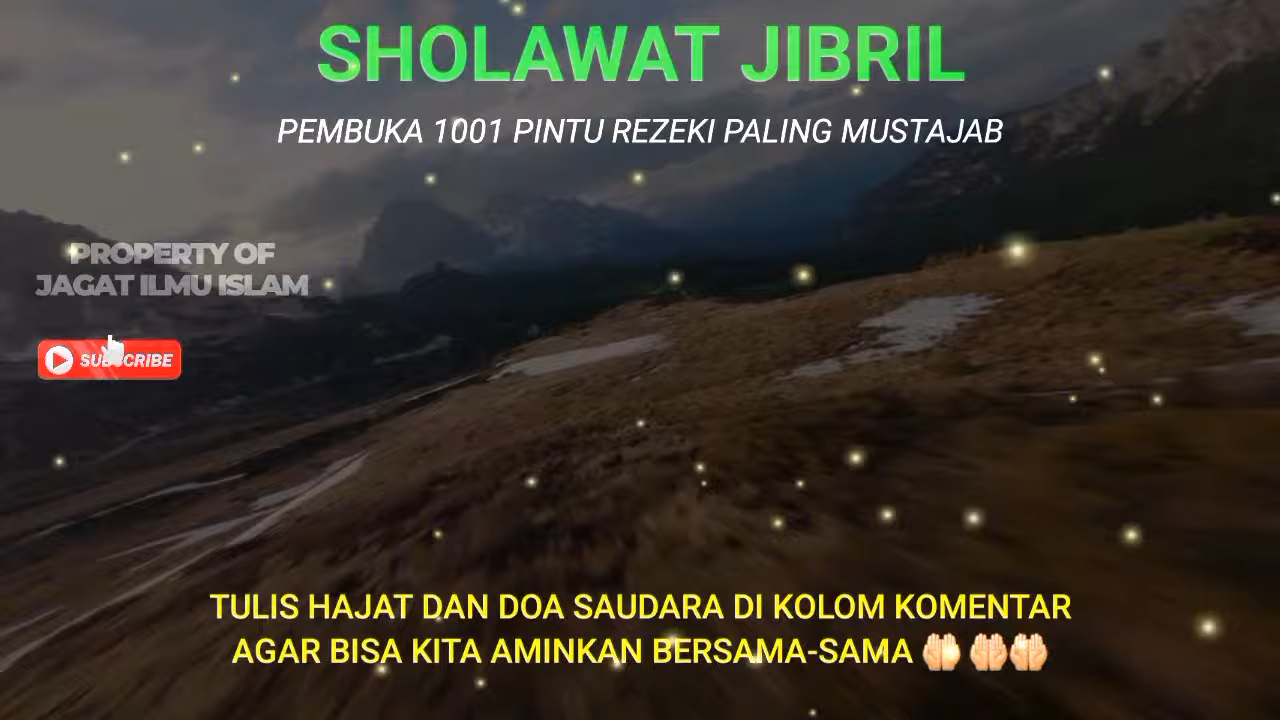 SHOLAWAT JIBRIL
PEMBUKA 1001 PINTU REZEKI PALING MUSTAJAB
PROPERTY OF
JAGAT ILMU ISLAM
SUBSCRIBE
TULIS HAJAT DAN DOA SAUDARA DI KOLOM KOMENTAR
AGAR BISA KITA AMINKAN BERSAMA-SAMA 🤲🏻 🤲🏻🤲🏻